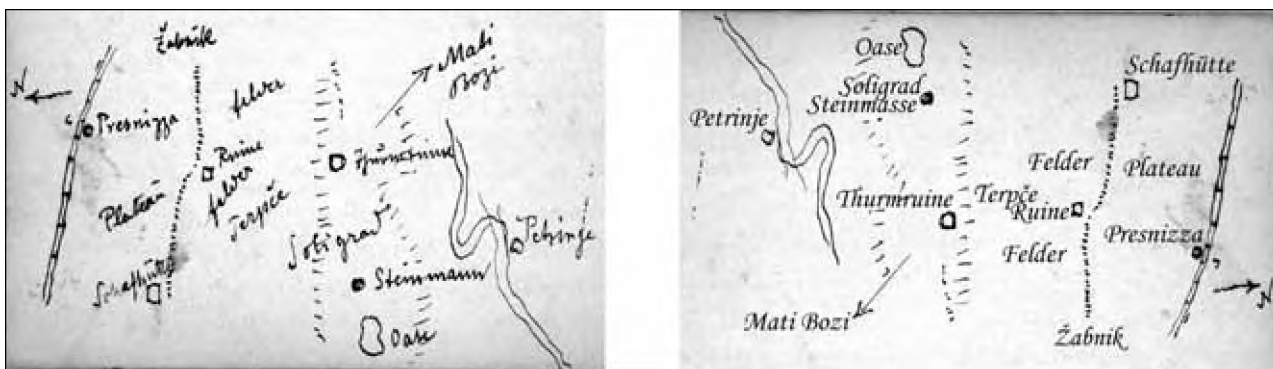 Žabnik
Mati
Bozi
felder
N
Presnizza
Ruine
felder
Plateau
Terpče
Soligrad
Petrinje
Schafhütte
Steinmann
Oase
Oase
Schafhütte
Soligrad
Steinmasse
Petrinje
Felder
Plateau
Thurmruine
Terpče
Ruine
Presnizza
Felder
N
Mati Bozi
Žabnik